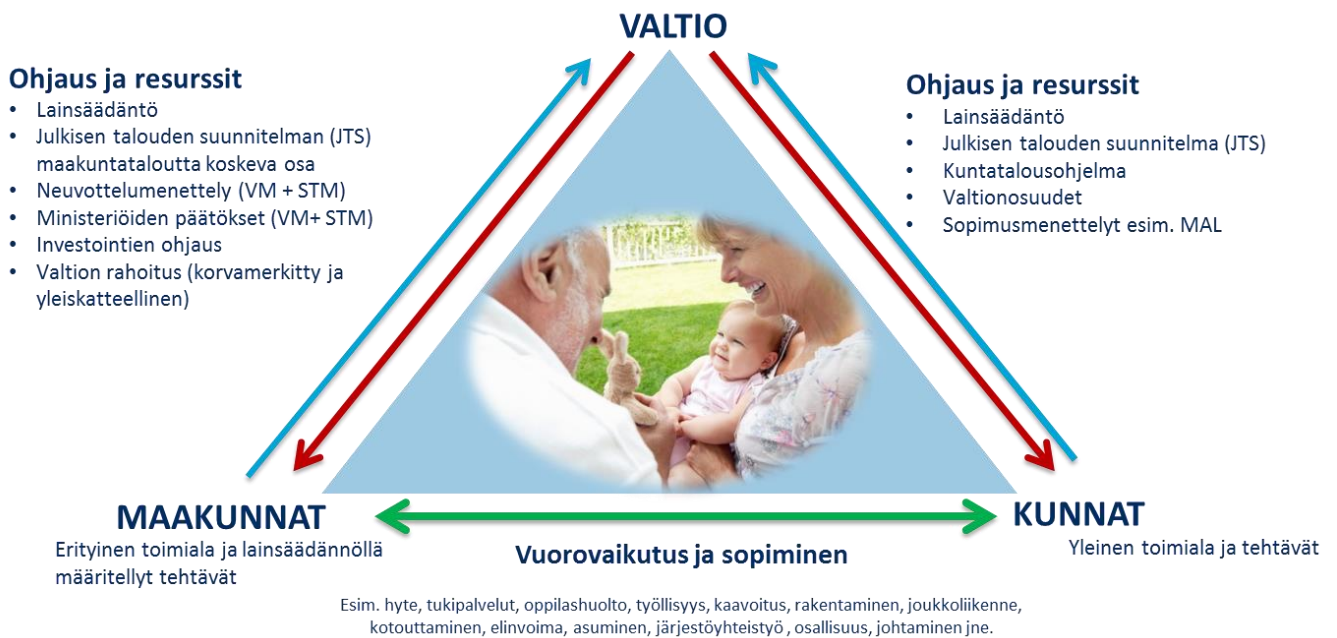 VALTIO
Ohjaus ja resurssit
• Lainsäädäntö
• Julkisen talouden suunnitelman (JTS)
maakuntataloutta koskeva osa
• Neuvottelumenettely (VM + STM)
• Ministeriöiden päätökset (VM+ STM)
• Investointien ohjaus
• Valtion rahoitus (korvamerkitty ja
yleiskatteellinen)
Ohjaus ja resurssit
• Lainsäädäntö
• Julkisen talouden suunnitelma (JTS)
• Kuntatalousohjelma
• Valtionosuudet
• Sopimusmenettelyt esim. MAL
MAAKUNNAT
Erityinen toimiala ja lainsäädännöllä
määritellyt tehtävät
KUNNAT
Yleinen toimiala ja tehtävät
Vuorovaikutus ja sopiminen
Esim. hyte, tukipalvelut, oppilashuolto, työllisyys, kaavoitus, rakentaminen, joukkoliikenne,
kotouttaminen, elinvoima, asuminen, järjestöyhteistyö , osallisuus, johtaminen jne.